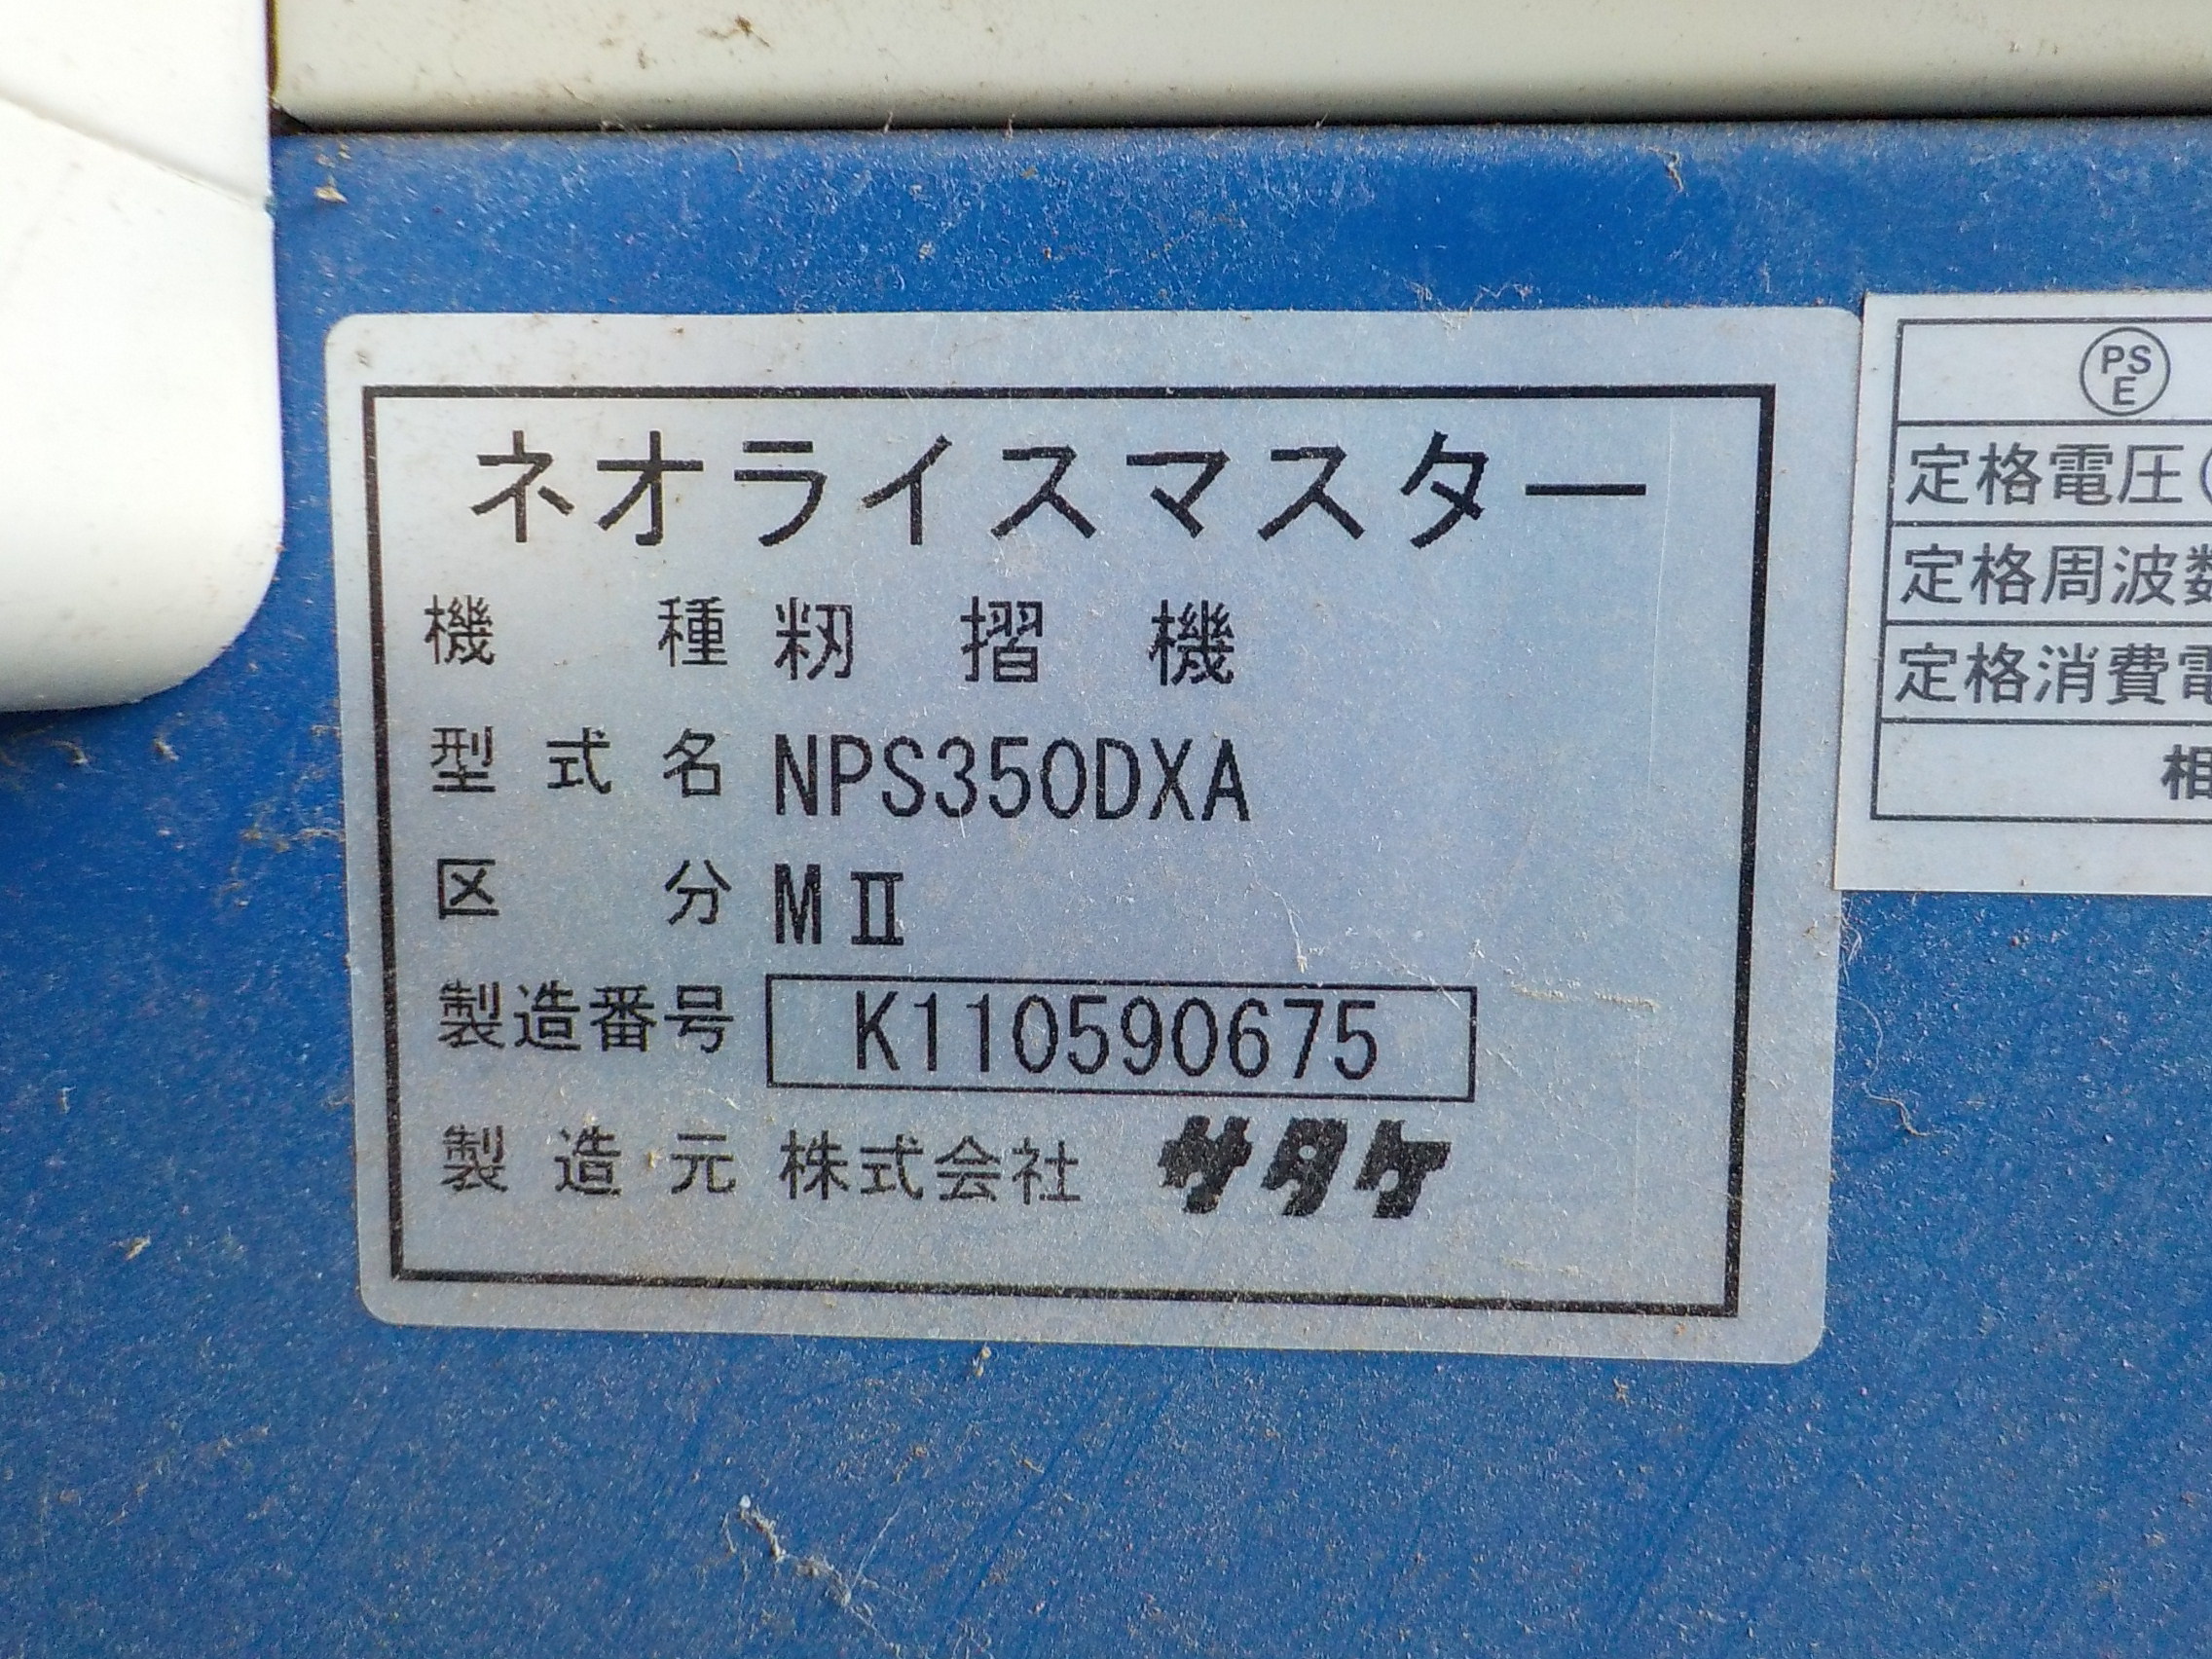 ネオライスマスター
機種 籾摺機
型式名 NPS350DXA
区分 MⅡ
製造番号 K110590675
製造元 株式会社 サタケ
PS
E
定格電圧(
定格周波数
定格消費電
相